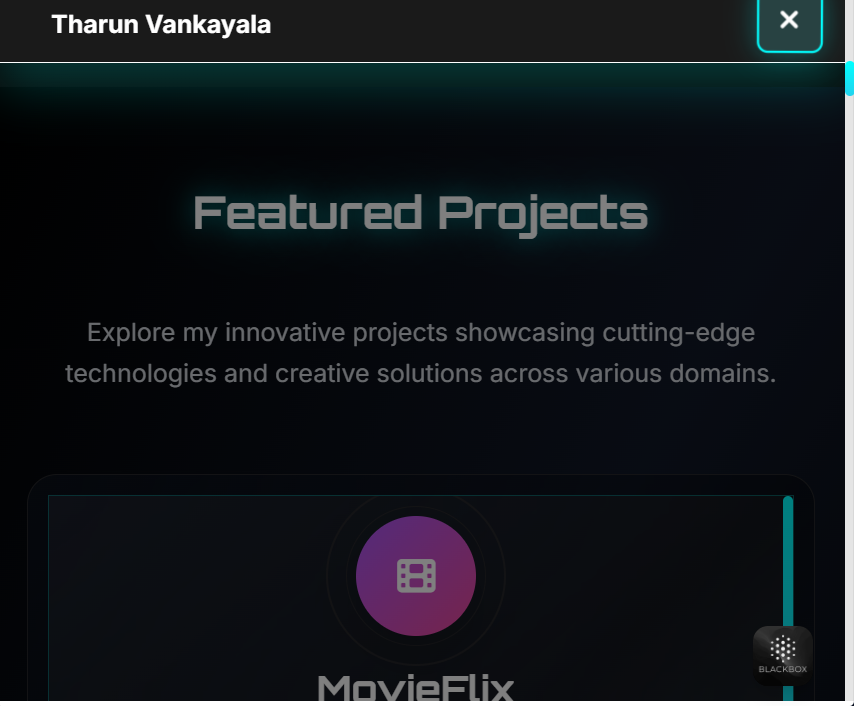 Tharun Vankayala
Featured Projects
Explore my innovative projects showcasing cutting-edge
technologies and creative solutions across various domains.
BLACKBOX
MovieFlix